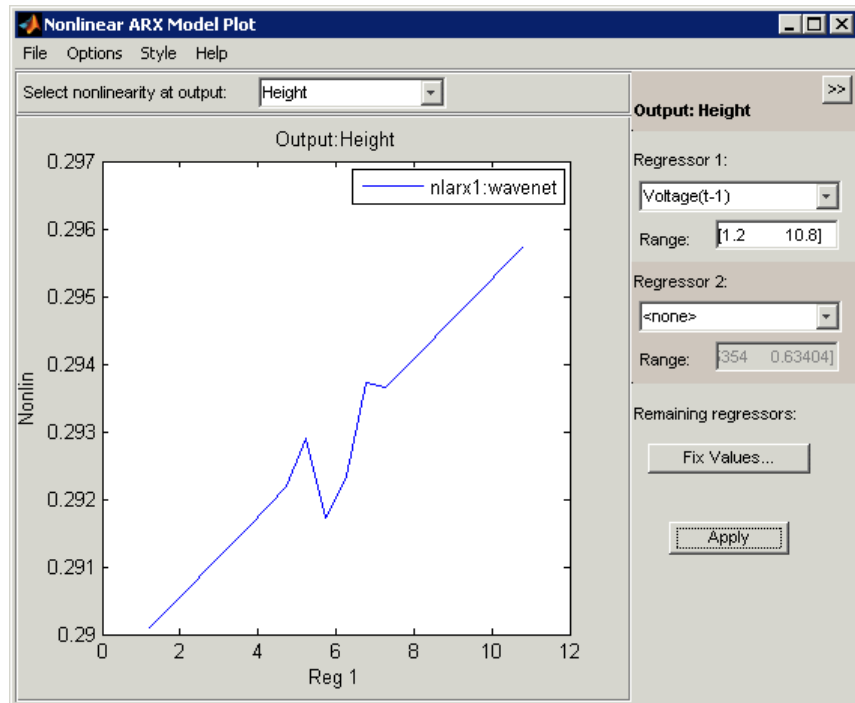 Nonlinear ARX Model Plot
File Options Style Help
Select nonlinearity at output: Height
Output:Height
nlarx1:wavenet
0.297
0.296
0.295
0.294
0.293
0.292
0.291
0.29
Nonlin
0 2 4 6 8 10 12
Reg 1
>>
Output: Height
Regressor 1:
Voltage(t-1)
Range: [1.2 10.8]
Regressor 2:
<none>
Range: 354 0.63404]
Remaining regressors:
Fix Values...
Apply